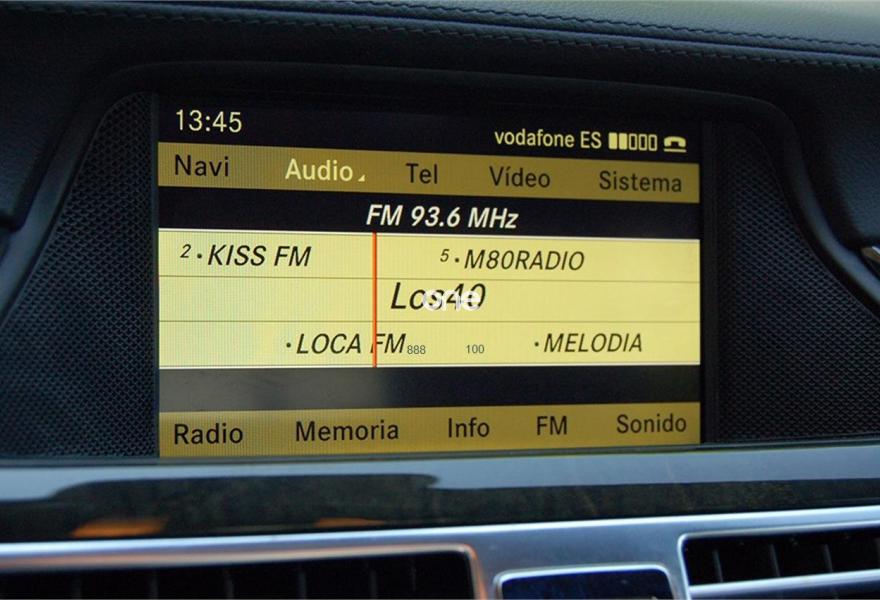 13:45
vodafone ES
Navi Audio Tel Vídeo Sistema
FM 93.6 MHz
2 · KISS FM 5 · M80RADIO
Los40
one
· LOCA FM 888 100 · MELODIA
Radio Memoria Info FM Sonido